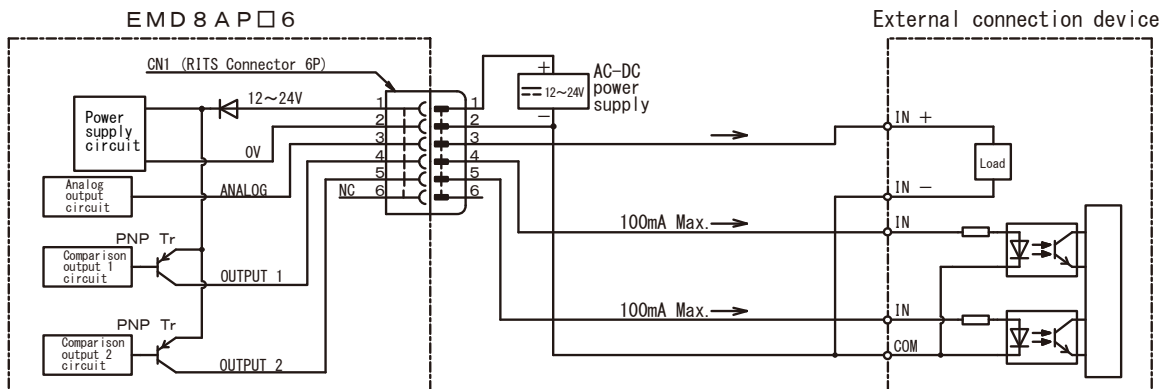 EMD8AP□6
External connection device
CN1 (RITS Connector 6P)
AC-DC
power
supply
+
12～24V
−
12～24V
Power
supply
circuit
0V
1
2
3
4
5
6
1
2
3
4
5
6
Analog
output
circuit
ANALOG
NC
PNP Tr
Comparison
output 1
circuit
OUTPUT 1
PNP Tr
Comparison
output 2
circuit
OUTPUT 2
100mA Max.
100mA Max.
IN +
Load
IN −
IN
IN
COM